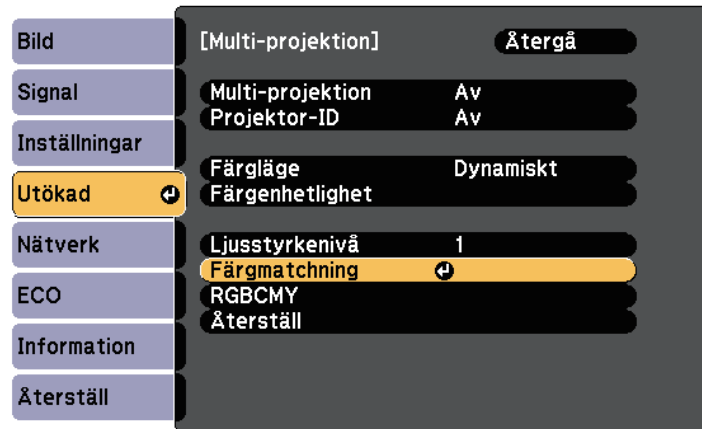 Bild
Signal
Inställningar
Utökad
Nätverk
ECO
Information
Återställ
[Multi-projektion] Återgå
Multi-projektion Av
Projektor-ID Av
Färgläge Dynamiskt
Färgenhetlighet
Ljusstyrkenivå 1
Färgmatchning
RGBCMY
Återställ